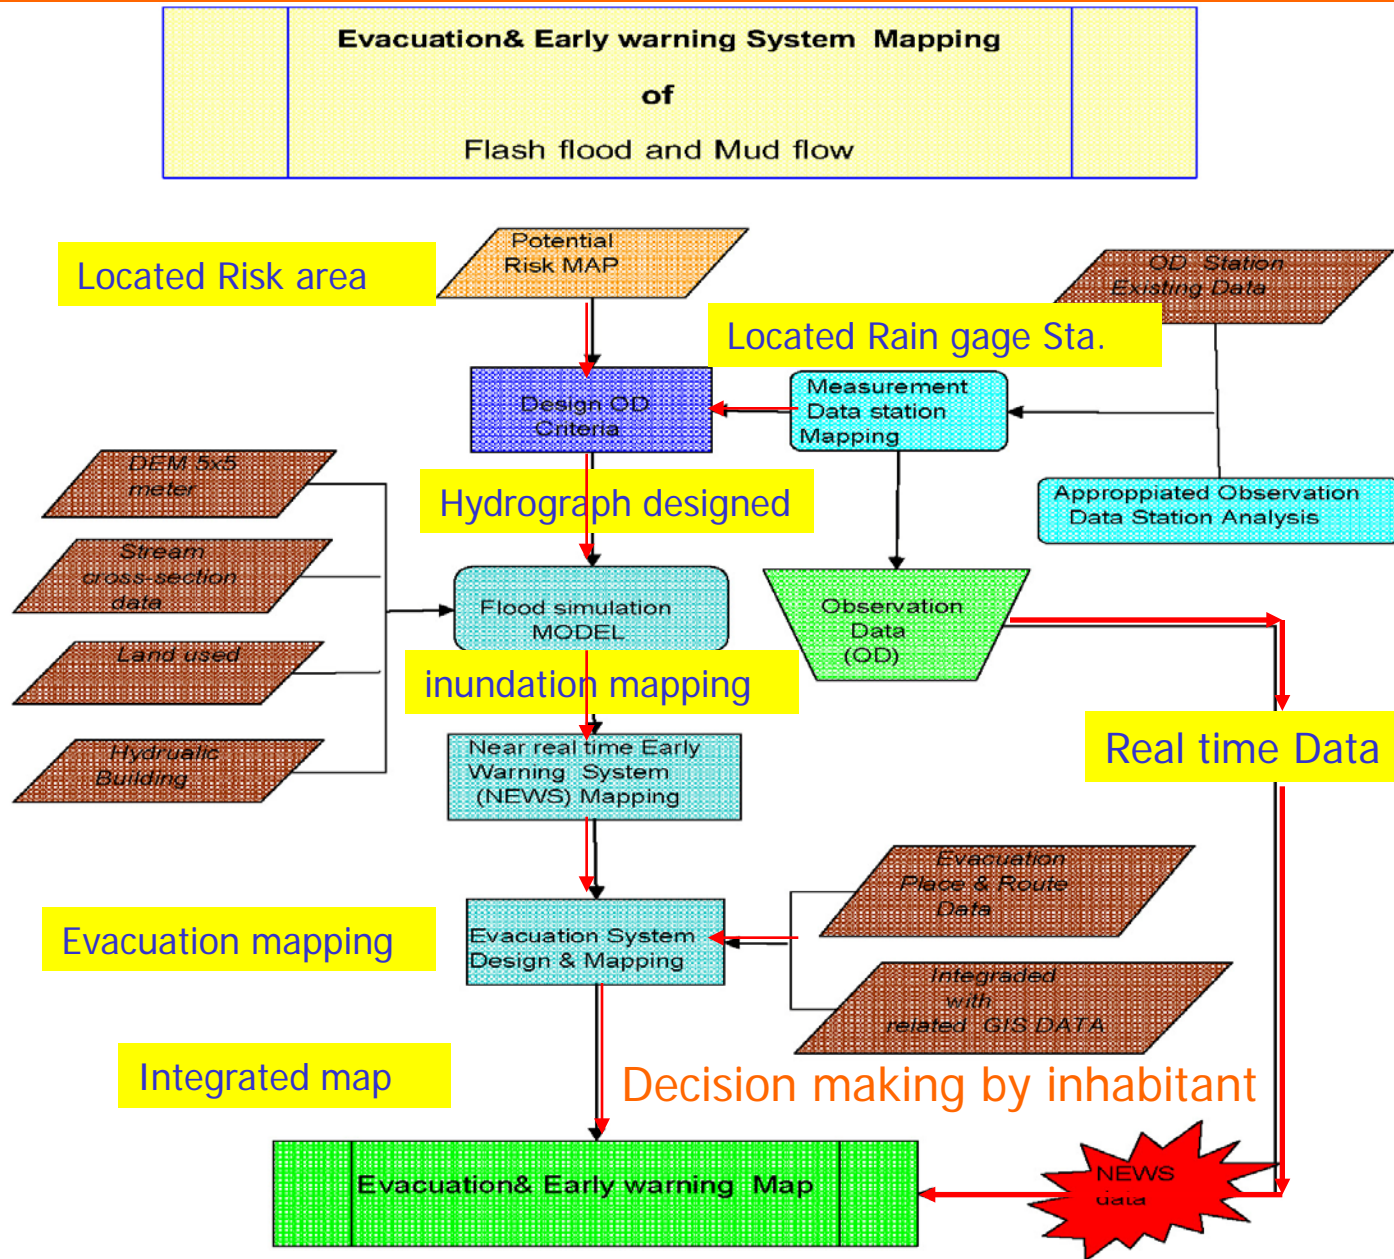 Evacuation& Early warning System Mapping
of
Flash flood and Mud flow
Potential
Risk MAP
Located Risk area
OD Station
Existing Data
Located Rain gage Sta.
Measurement
Data station
Mapping
Design OD
Criteria
DEM 5x5
meter
Hydrograph designed
Approppiated Observation
Data Station Analysis
Stream
cross-section
data
Flood simulation
MODEL
Observation
Data
(OD)
Land used
inundation mapping
Real time Data
Hydrualic
Building
Near real time Early
Warning System
(NEWS) Mapping
Evacuation
Place & Route
Data
Evacuation mapping
Evacuation System
Design & Mapping
Integraded
with
related GIS DATA
Integrated map
Decision making by inhabitant
NEWS
data
Evacuation& Early warning Map